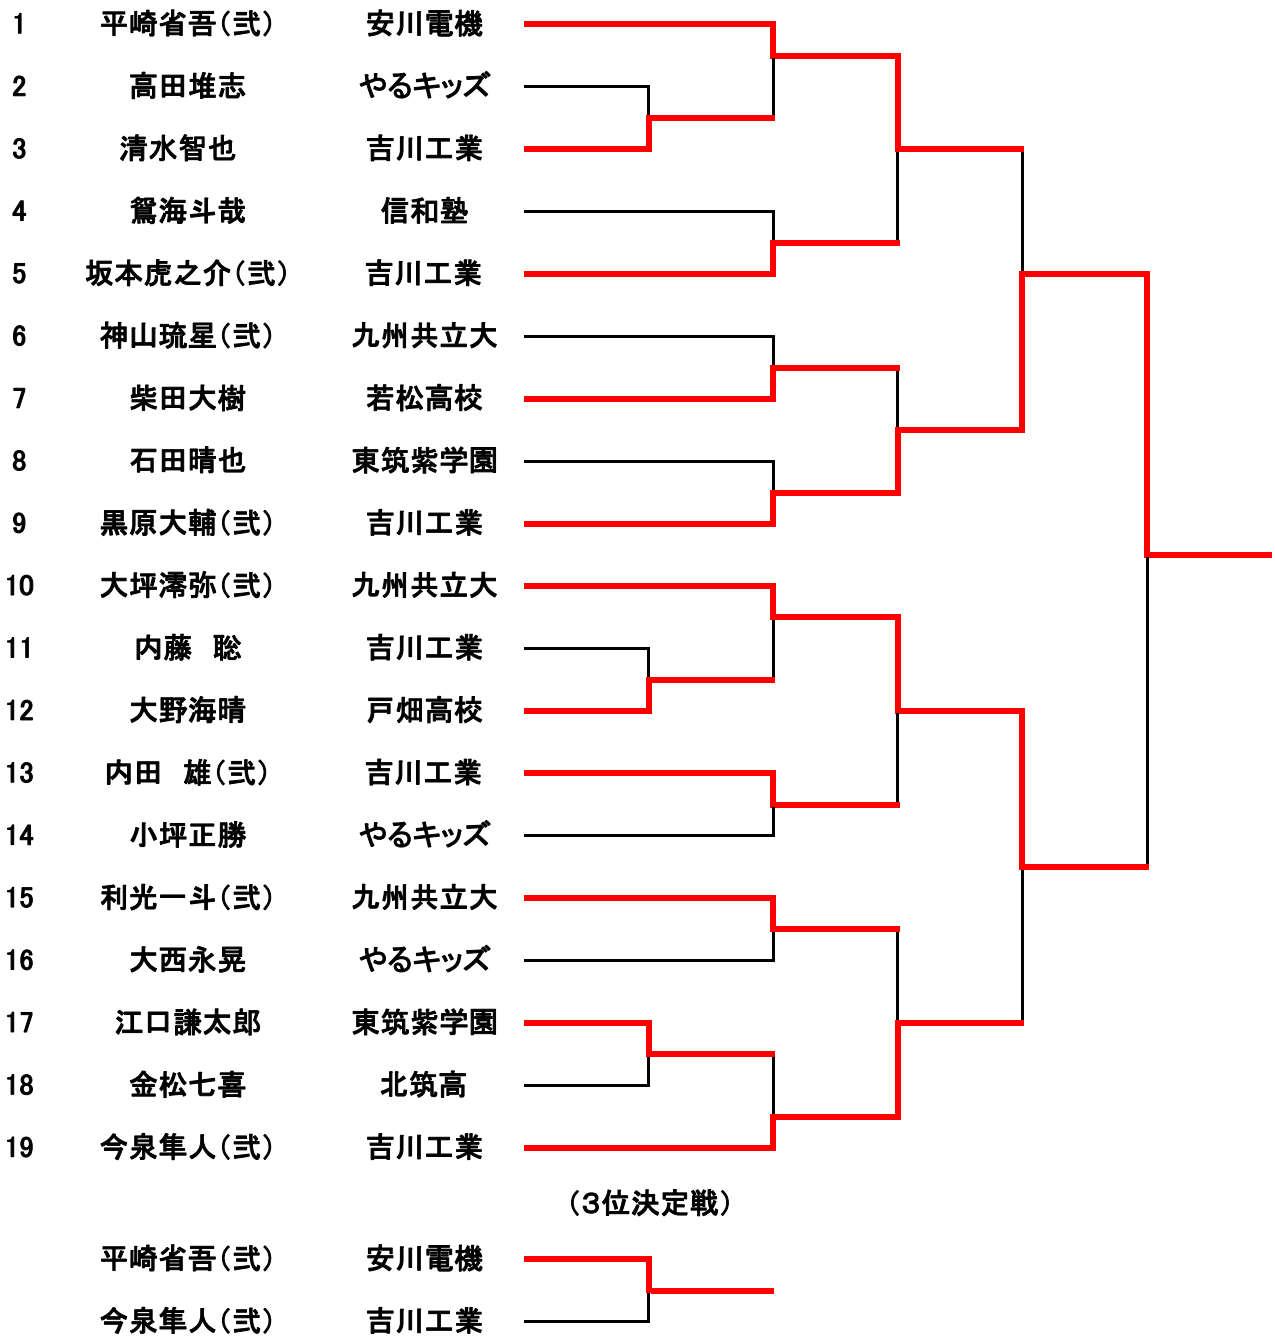 1 平崎省吾（弐） 安川電機
2 高田堆志 やるキッズ
3 清水智也 吉川工業
4 鴛海斗哉 信和塾
5 坂本虎之介（弐） 吉川工業
6 神山琉星（弐） 九州共立大
7 柴田大樹 若松高校
8 石田晴也 東筑紫学園
9 黒原大輔（弐） 吉川工業
10 大坪澪弥（弐） 九州共立大
11 内藤　聡 吉川工業
12 大野海晴 戸畑高校
13 内田　雄（弐） 吉川工業
14 小坪正勝 やるキッズ
15 利光一斗（弐） 九州共立大
16 大西永晃 やるキッズ
17 江口謙太郎 東筑紫学園
18 金松七喜 北筑高
19 今泉隼人（弐） 吉川工業
（３位決定戦）
平崎省吾（弐） 安川電機
今泉隼人（弐） 吉川工業